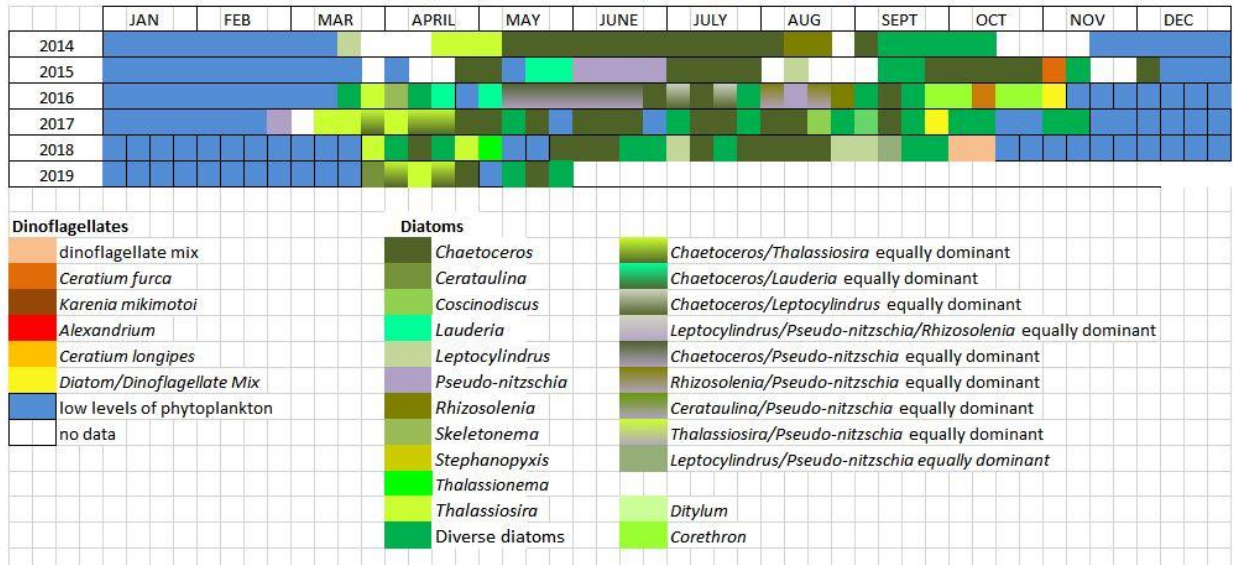 JAN FEB MAR APRIL MAY JUNE JULY AUG SEPT OCT NOV DEC
2014
2015
2016
2017
2018
2019
Dinoflagellates Diatoms
dinoflagellate mix Chaetoceros Chaetoceros/Thalassiosira equally dominant
Ceratium furca Cerataulina Chaetoceros/Lauderia equally dominant
Karenia mikimotoi Coscinodiscus Chaetoceros/Leptocylindrus equally dominant
Alexandrium Lauderia Leptocylindrus/Pseudo-nitzschia/Rhizosolenia equally dominant
Ceratium longipes Leptocylindrus Chaetoceros/Pseudo-nitzschia equally dominant
Diatom/Dinoflagellate Mix Pseudo-nitzschia Rhizosolenia/Pseudo-nitzschia equally dominant
low levels of phytoplankton Rhizosolenia Cerataulina/Pseudo-nitzschia equally dominant
no data Skeletonema Thalassiosira/Pseudo-nitzschia equally dominant
Stephanopyxis Leptocylindrus/Pseudo-nitzschia equally dominant
Thalassionema
Thalassiosira Ditylum
Diverse diatoms Corethron